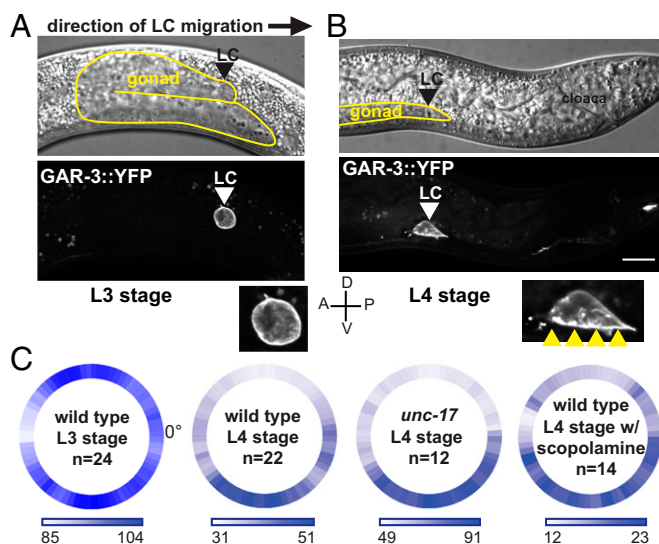 A
direction of LC migration
B
LC
gonad
LC
gonad
cloaca
GAR-3::YFP
LC
GAR-3::YFP
LC
L3 stage
D
A
P
V
L4 stage
C
wild type
L3 stage
n=24
0°
wild type
L4 stage
n=22
unc-17
L4 stage
n=12
wild type
L4 stage w/
scopolamine
n=14
85
104
31
51
49
91
12
23